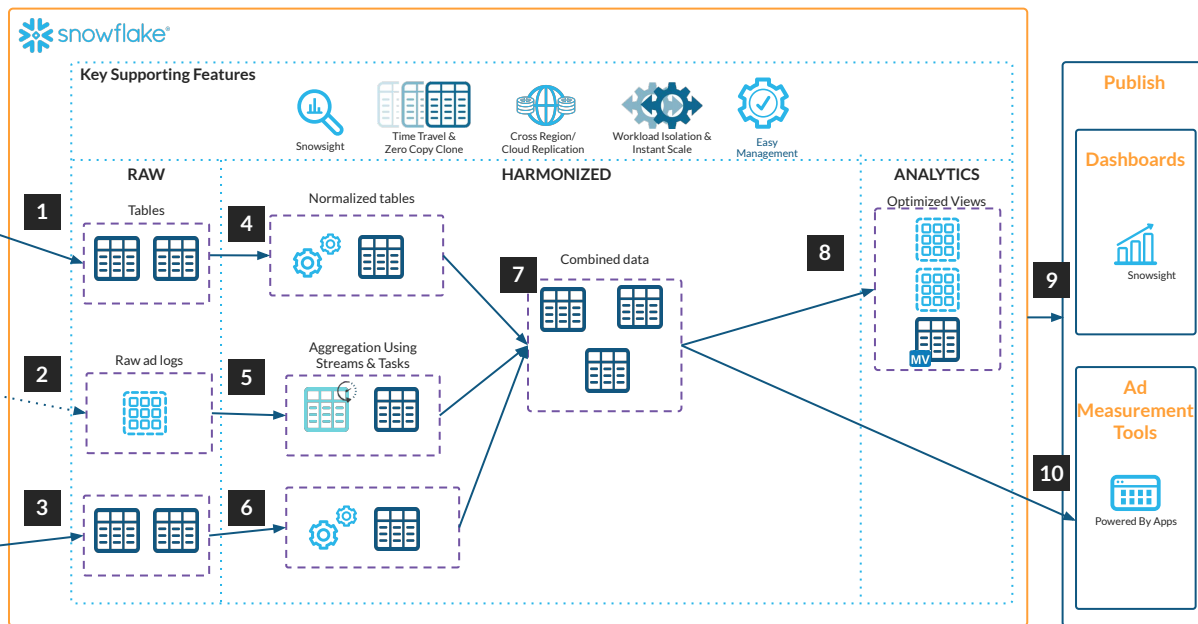 snowflake®
Key Supporting Features
Snowsight
Time Travel &
Zero Copy Clone
Cross Region/
Cloud Replication
Workload Isolation &
Instant Scale
Easy
Management
RAW
HARMONIZED
ANALYTICS
1
Tables
4
Normalized tables
7
Combined data
8
Optimized Views
MV
2
Raw ad logs
5
Aggregation Using
Streams & Tasks
3
6
9
10
Publish
Dashboards
Snowsight
Ad
Measurement
Tools
Powered By Apps